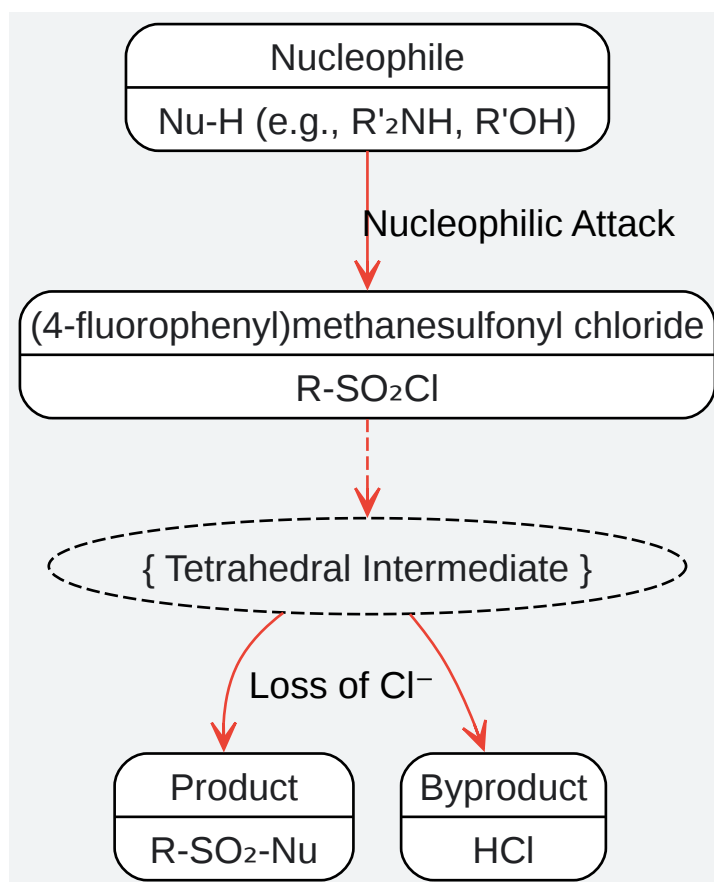 Nucleophile
Nu-H (e.g., R'₂NH, R'OH)
Nucleophilic Attack
(4-fluorophenyl)methanesulfonyl chloride
R-SO₂Cl
{ Tetrahedral Intermediate }
Loss of Cl⁻
Product
Byproduct
R-SO₂-Nu
HCl